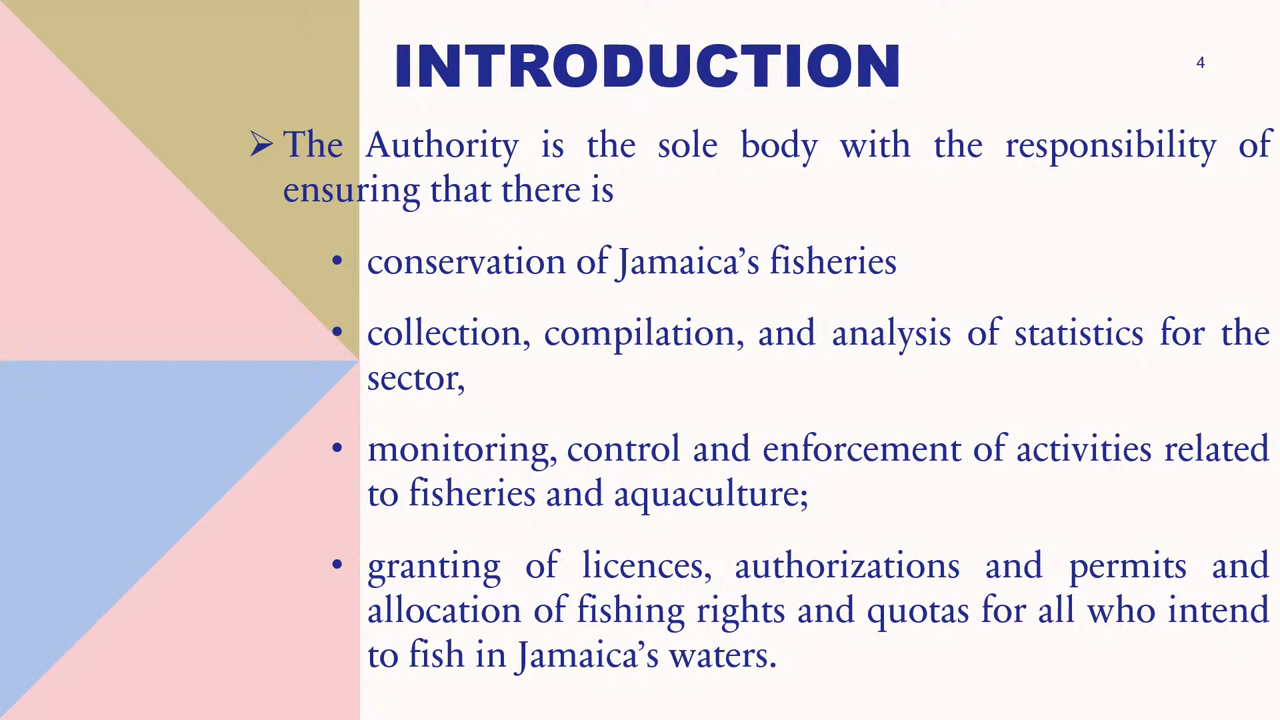 INTRODUCTION
4
➢ The Authority is the sole body with the responsibility of
ensuring that there is
• conservation of Jamaica’s fisheries
• collection, compilation, and analysis of statistics for the
sector,
• monitoring, control and enforcement of activities related
to fisheries and aquaculture;
• granting of licences, authorizations and permits and
allocation of fishing rights and quotas for all who intend
to fish in Jamaica’s waters.